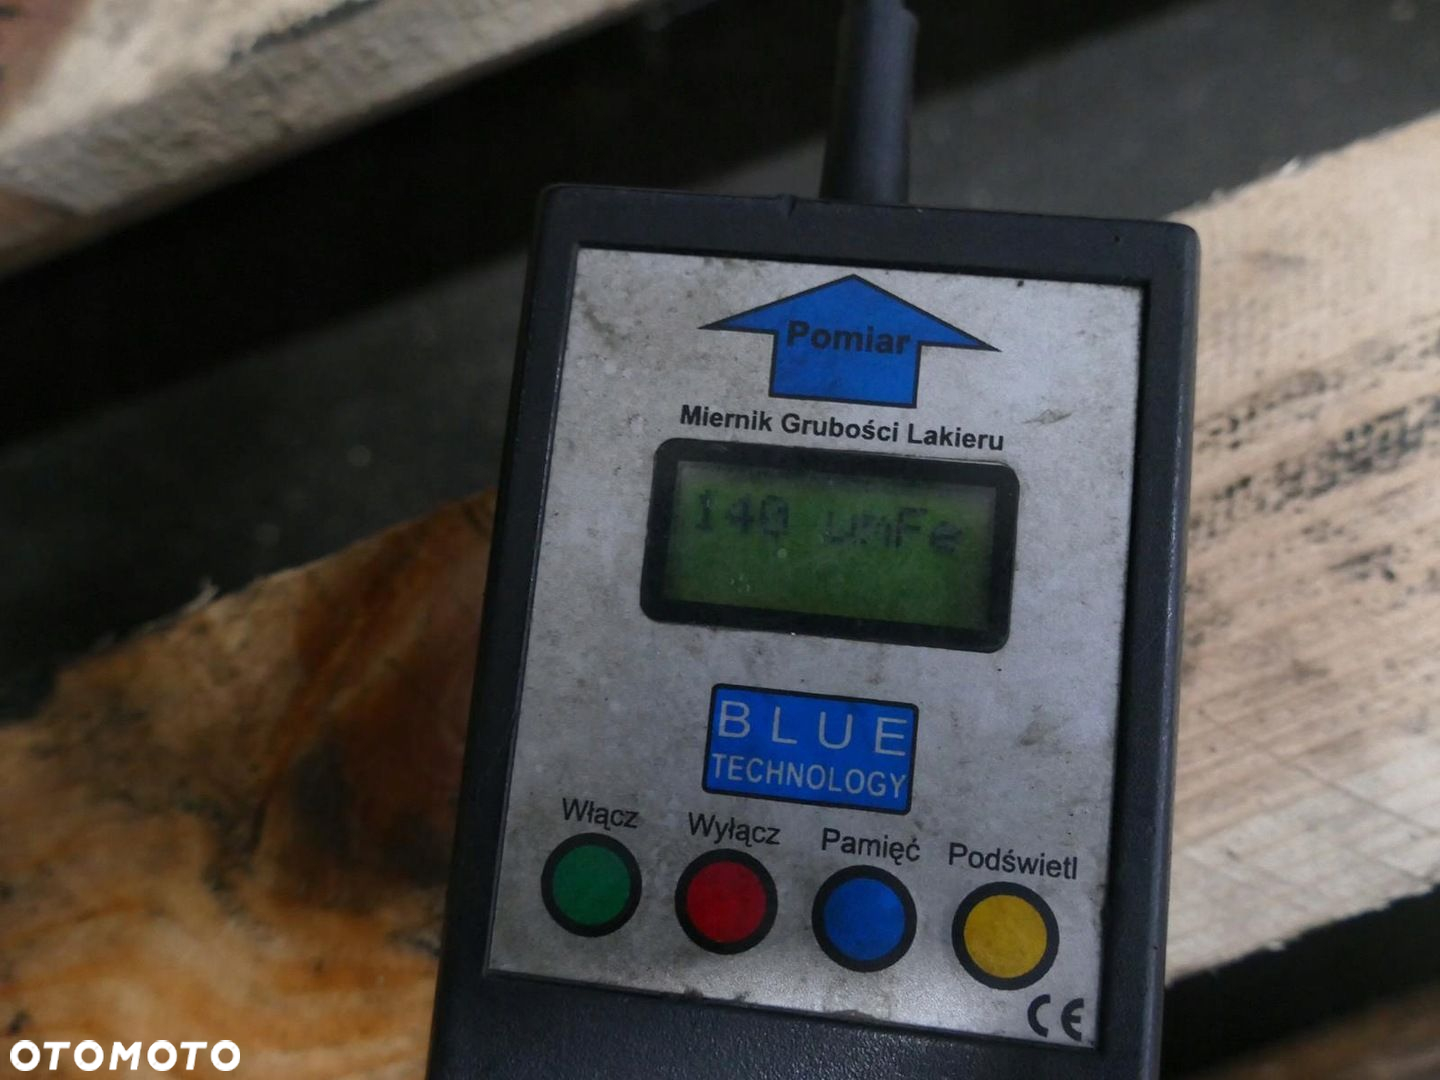 Pomiar
Miernik Grubości Lakieru
140 umFe
BLUE
TECHNOLOGY
Włącz Wyłącz Pamięć Podświetl
CE
OTOMOTO